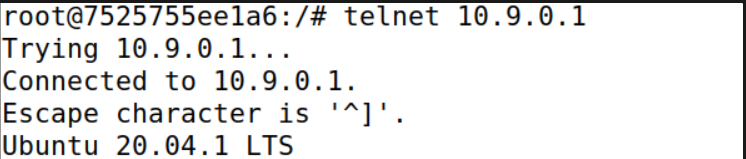 root@7525755ee1a6:/# telnet 10.9.0.1
Trying 10.9.0.1...
Connected to 10.9.0.1.
Escape character is '^]'.
Ubuntu 20.04.1 LTS